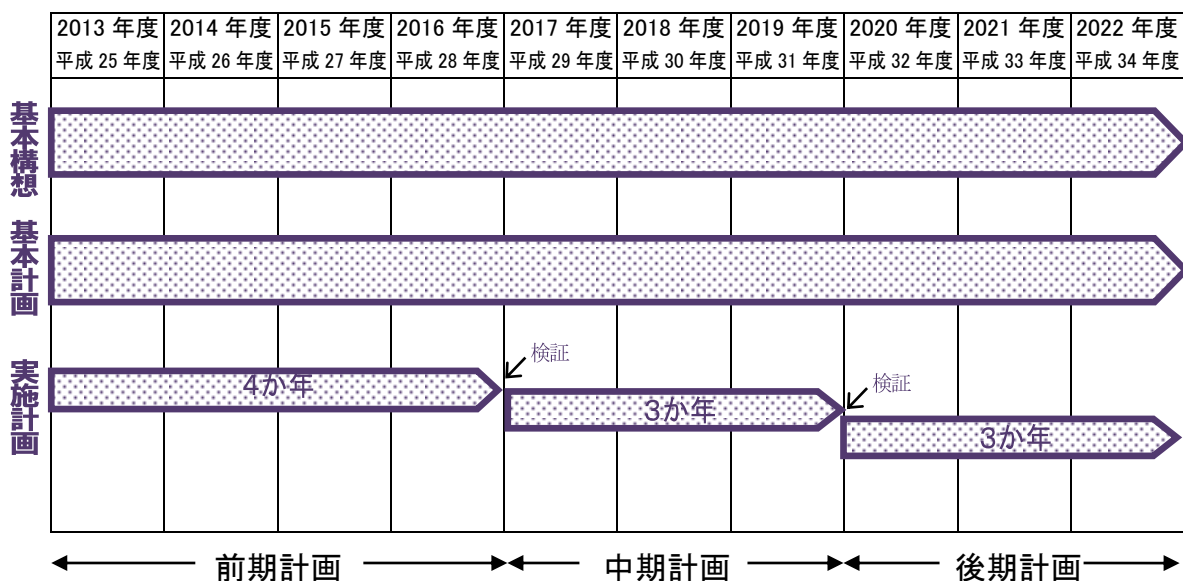 2013 年度 2014 年度 2015 年度 2016 年度 2017 年度 2018 年度 2019 年度 2020 年度 2021 年度 2022 年度
平成 25 年度 平成 26 年度 平成 27 年度 平成 28 年度 平成 29 年度 平成 30 年度 平成 31 年度 平成 32 年度 平成 33 年度 平成 34 年度
基本構想
基本計画
実施計画
4か年
検証
3か年
検証
3か年
前期計画 中期計画 後期計画